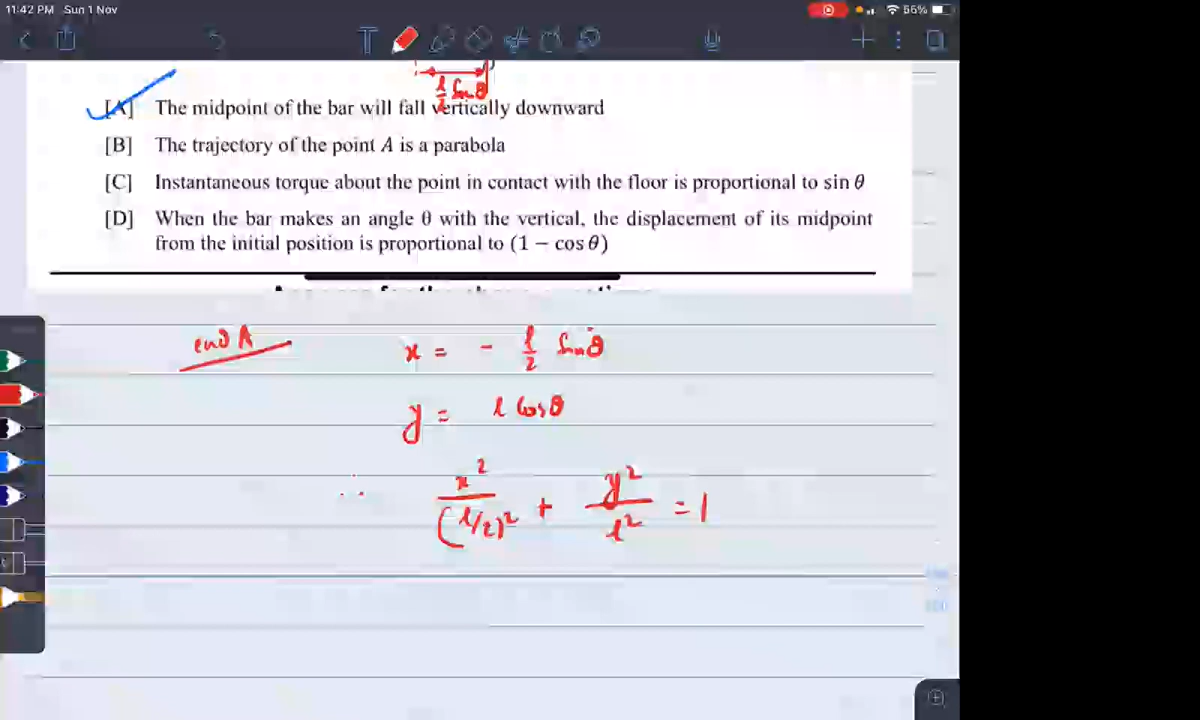 11:42 PM Sun 1 Nov
56%
l/2 Sinθ
[A] The midpoint of the bar will fall vertically downward
[B] The trajectory of the point A is a parabola
[C] Instantaneous torque about the point in contact with the floor is proportional to sin θ
[D] When the bar makes an angle θ with the vertical, the displacement of its midpoint
from the initial position is proportional to (1 − cos θ)
end A
x = - l/2 Sinθ
y = l Cosθ
∴ x²/(l/2)² + y²/l² = 1